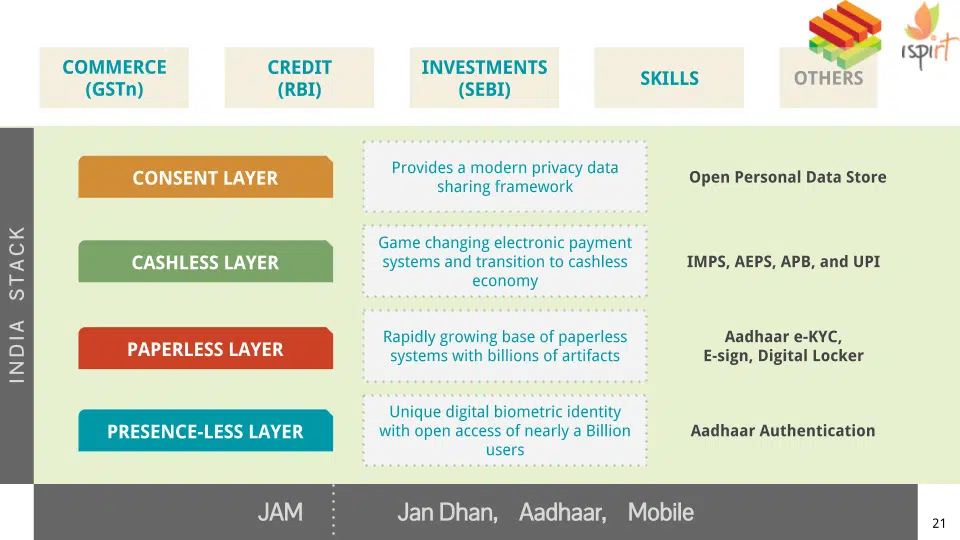 ispirt
COMMERCE
(GSTn)
CREDIT
(RBI)
INVESTMENTS
(SEBI)
SKILLS
OTHERS
INDIA STACK
CONSENT LAYER
Provides a modern privacy data
sharing framework
Open Personal Data Store
CASHLESS LAYER
Game changing electronic payment
systems and transition to cashless
economy
IMPS, AEPS, APB, and UPI
PAPERLESS LAYER
Rapidly growing base of paperless
systems with billions of artifacts
Aadhaar e-KYC,
E-sign, Digital Locker
PRESENCE-LESS LAYER
Unique digital biometric identity
with open access of nearly a Billion
users
Aadhaar Authentication
JAM
Jan Dhan, Aadhaar, Mobile
21